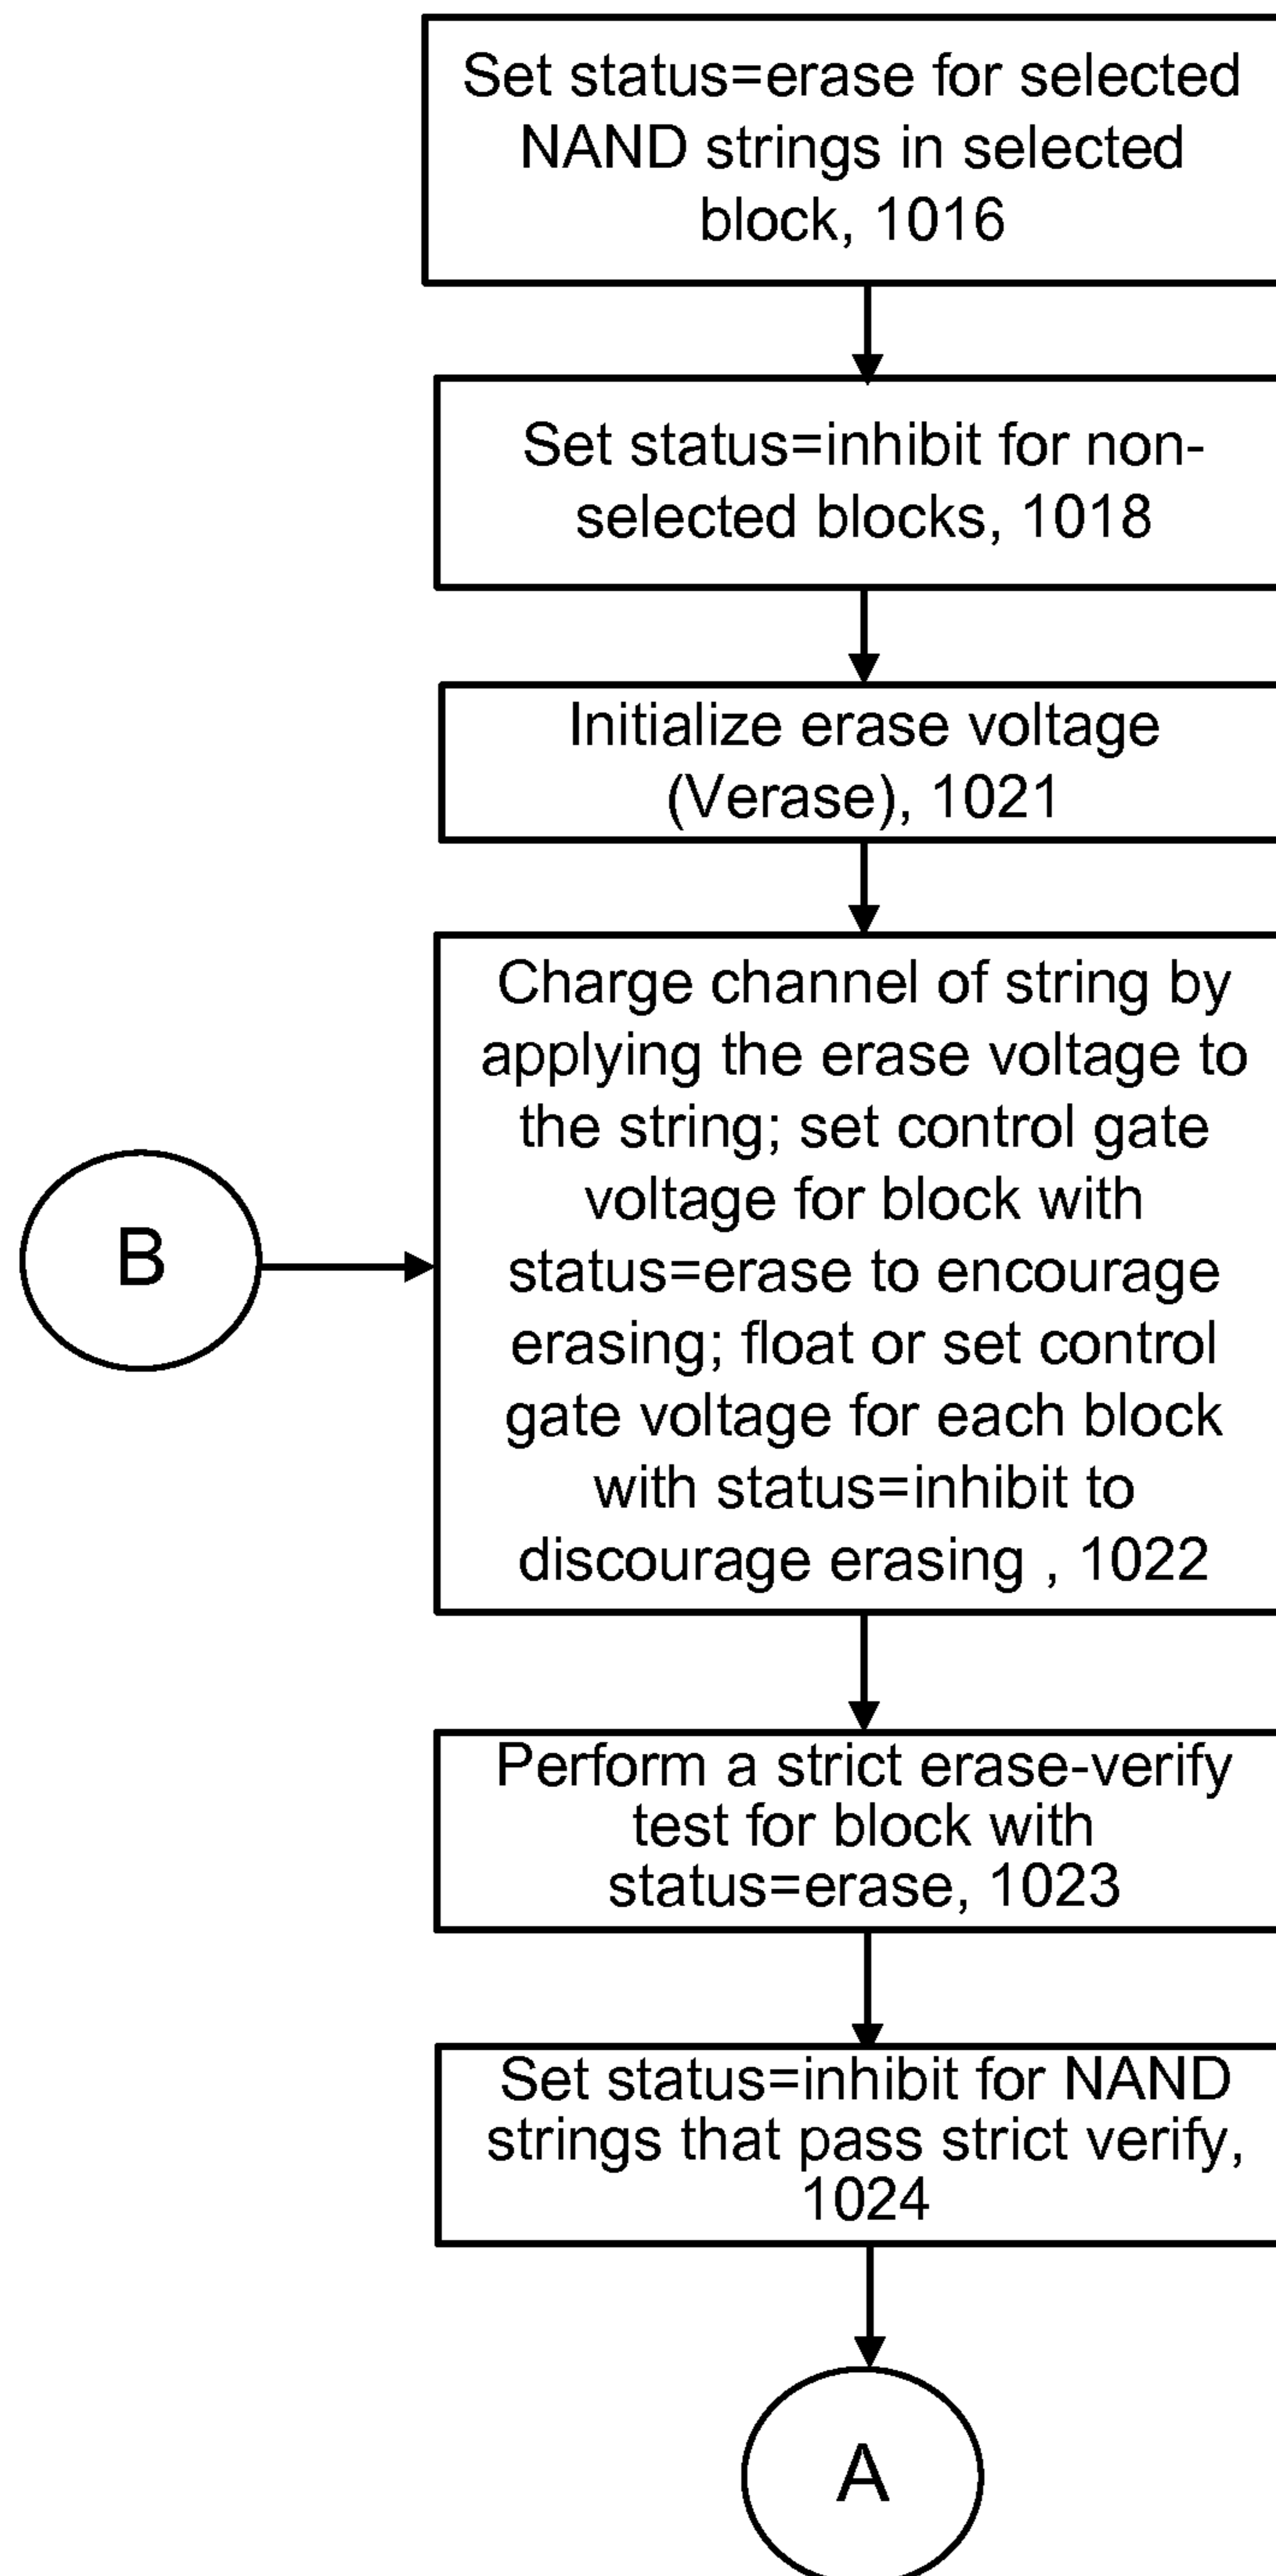 Set status=erase for selected
NAND strings in selected
block, 1016
Set status=inhibit for non-
selected blocks, 1018
Initialize erase voltage
(Verase), 1021
Charge channel of string by
applying the erase voltage to
the string; set control gate
voltage for block with
status=erase to encourage
erasing; float or set control
gate voltage for each block
with status=inhibit to
discourage erasing , 1022
B
Perform a strict erase-verify
test for block with
status=erase, 1023
Set status=inhibit for NAND
strings that pass strict verify,
1024
A